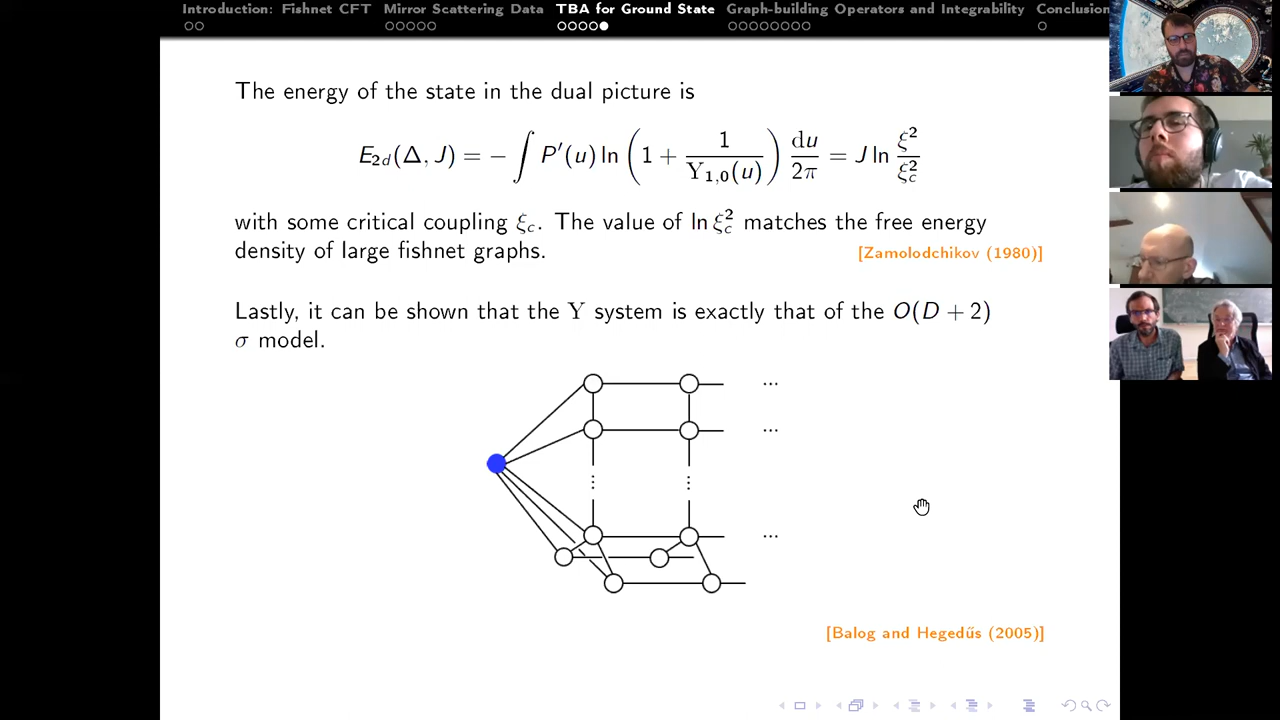 Introduction: Fishnet CFT Mirror Scattering Data TBA for Ground State Graph-building Operators and Integrability Conclusion
The energy of the state in the dual picture is
E₂d(Δ, J) = − ∫ P′(u) ln (1 + 1/Y₁,₀(u)) du/2π = J ln ξ²/ξc²
with some critical coupling ξc. The value of ln ξc² matches the free energy
density of large fishnet graphs. [Zamolodchikov (1980)]
Lastly, it can be shown that the Y system is exactly that of the O(D + 2)
σ model.
...
...
⋮ ⋮
...
[Balog and Hegedűs (2005)]